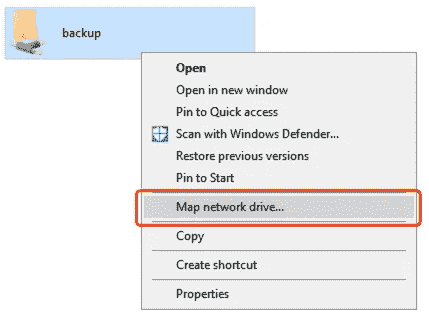 backup
Open
Open in new window
Pin to Quick access
Scan with Windows Defender...
Restore previous versions
Pin to Start
Map network drive...
Copy
Create shortcut
Properties